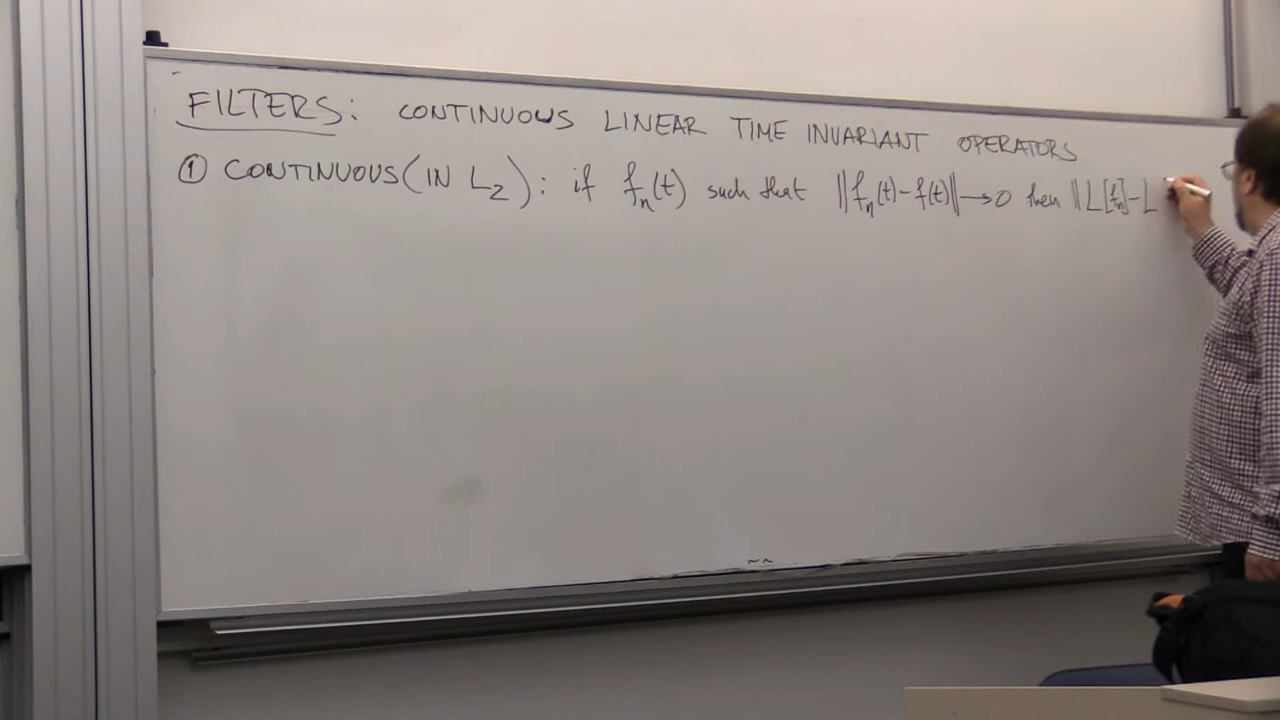 FILTERS: CONTINUOUS LINEAR TIME INVARIANT OPERATORS
① CONTINUOUS (IN L₂): if fₙ(t) such that ||fₙ(t)-f(t)||→0 then ||L[fₙ]-L